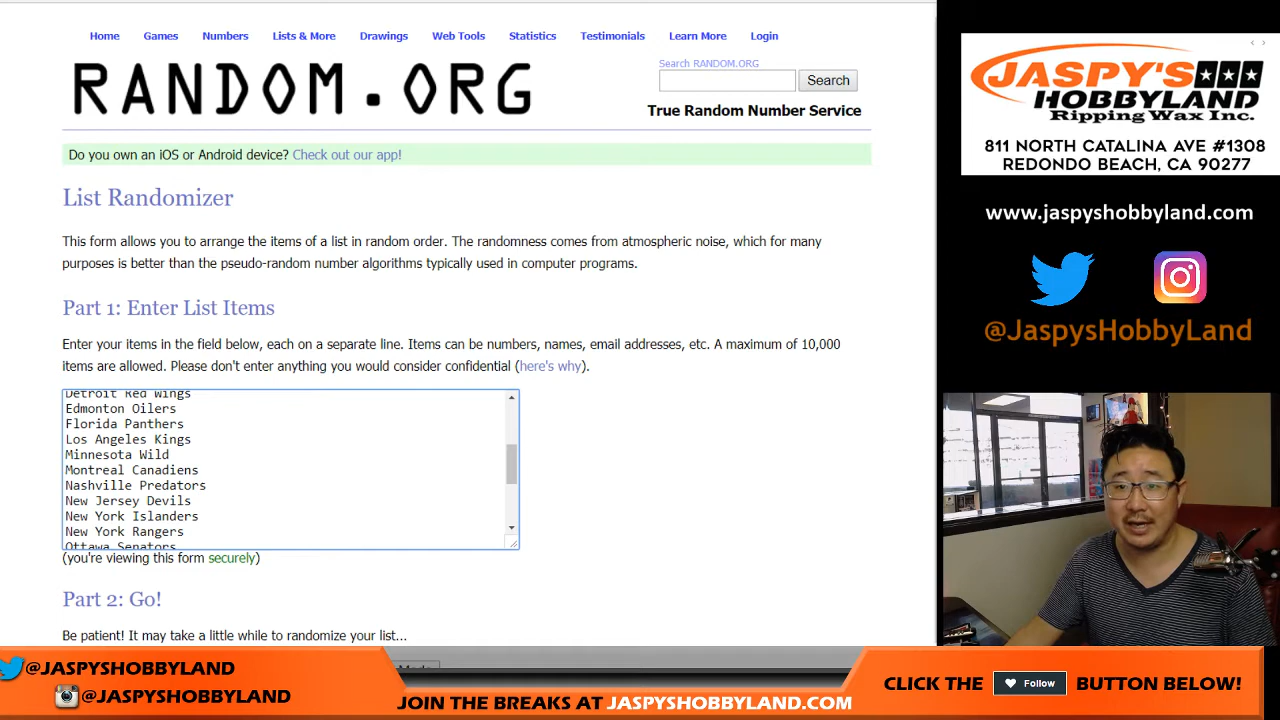 Home Games Numbers Lists & More Drawings Web Tools Statistics Testimonials Learn More Login
RANDOM.ORG
Search RANDOM.ORG
Search
True Random Number Service
Do you own an iOS or Android device? Check out our app!
List Randomizer
This form allows you to arrange the items of a list in random order. The randomness comes from atmospheric noise, which for many
purposes is better than the pseudo-random number algorithms typically used in computer programs.
Part 1: Enter List Items
Enter your items in the field below, each on a separate line. Items can be numbers, names, email addresses, etc. A maximum of 10,000
items are allowed. Please don't enter anything you would consider confidential (here's why).
Detroit Red Wings
Edmonton Oilers
Florida Panthers
Los Angeles Kings
Minnesota Wild
Montreal Canadiens
Nashville Predators
New Jersey Devils
New York Islanders
New York Rangers
Ottawa Senators
(you're viewing this form securely)
Part 2: Go!
Be patient! It may take a little while to randomize your list...
JASPY'S
HOBBYLAND
Ripping Wax Inc.
811 NORTH CATALINA AVE #1308
REDONDO BEACH, CA 90277
www.jaspyshobbyland.com
@JaspysHobbyLand
@JASPYSHOBBYLAND
@JASPYSHOBBYLAND
JOIN THE BREAKS AT JASPYSHOBBYLAND.COM
CLICK THE Follow BUTTON BELOW!